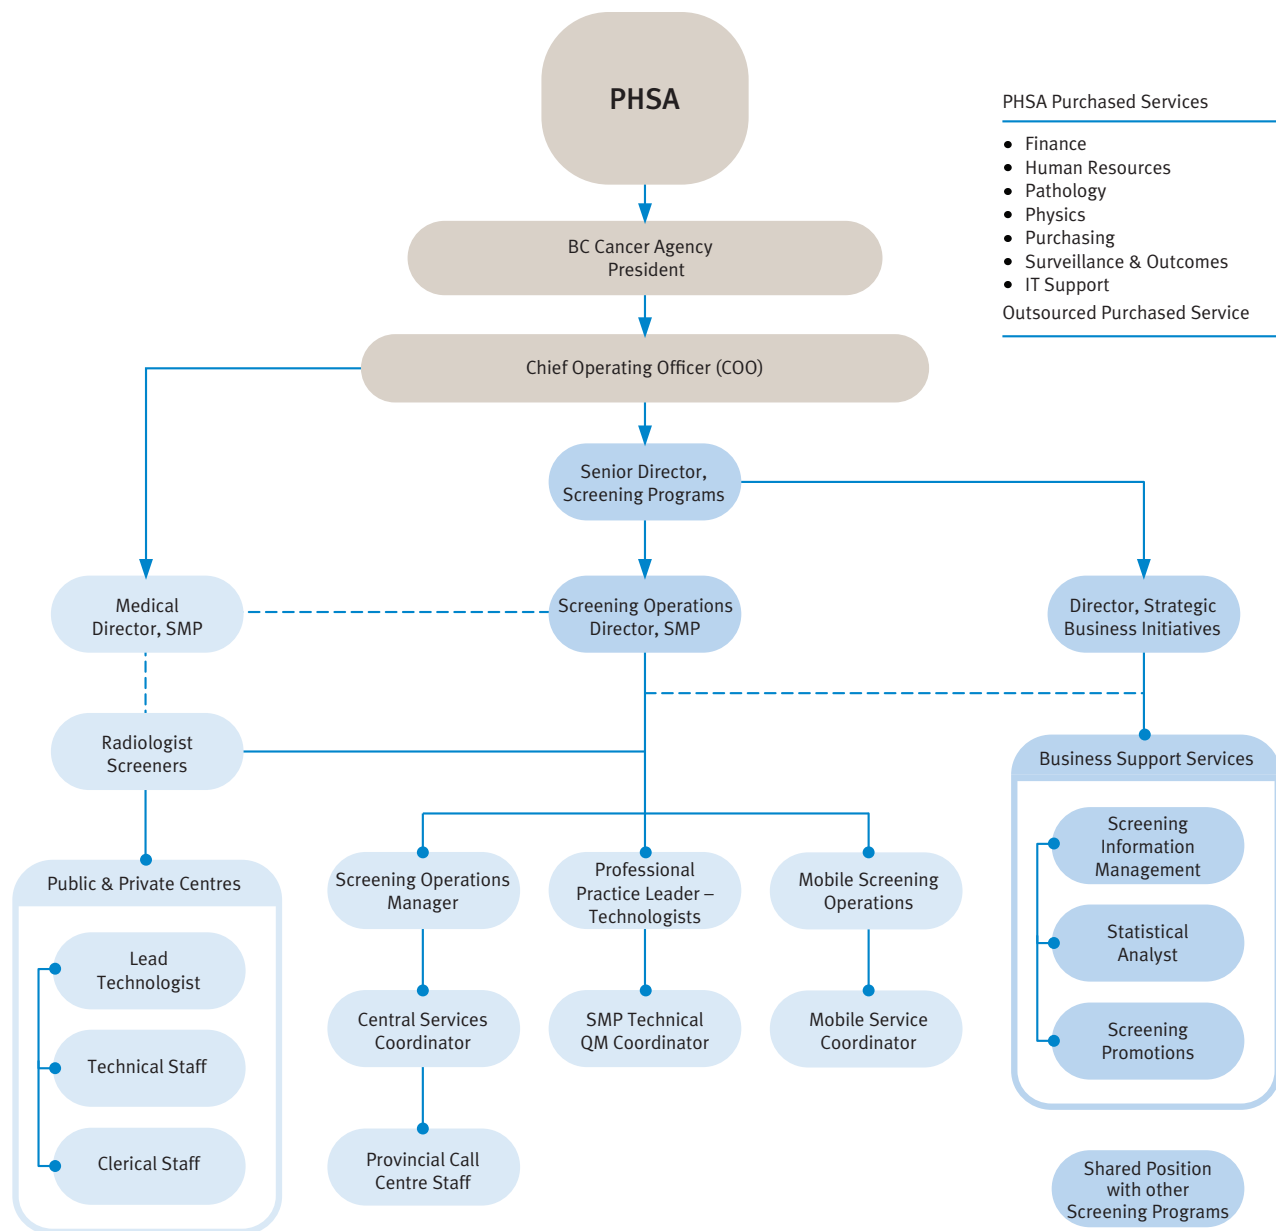 PHSA
PHSA Purchased Services
• Finance
• Human Resources
• Pathology
• Physics
• Purchasing
• Surveillance & Outcomes
• IT Support
Outsourced Purchased Service
BC Cancer Agency
President
Chief Operating Officer (COO)
Senior Director,
Screening Programs
Medical
Director, SMP
Screening Operations
Director, SMP
Director, Strategic
Business Initiatives
Radiologist
Screeners
Public & Private Centres
Lead
Technologist
Technical Staff
Clerical Staff
Screening Operations
Manager
Central Services
Coordinator
Provincial Call
Centre Staff
Professional
Practice Leader –
Technologists
SMP Technical
QM Coordinator
Mobile Screening
Operations
Mobile Service
Coordinator
Business Support Services
Screening
Information
Management
Statistical
Analyst
Screening
Promotions
Shared Position
with other
Screening Programs